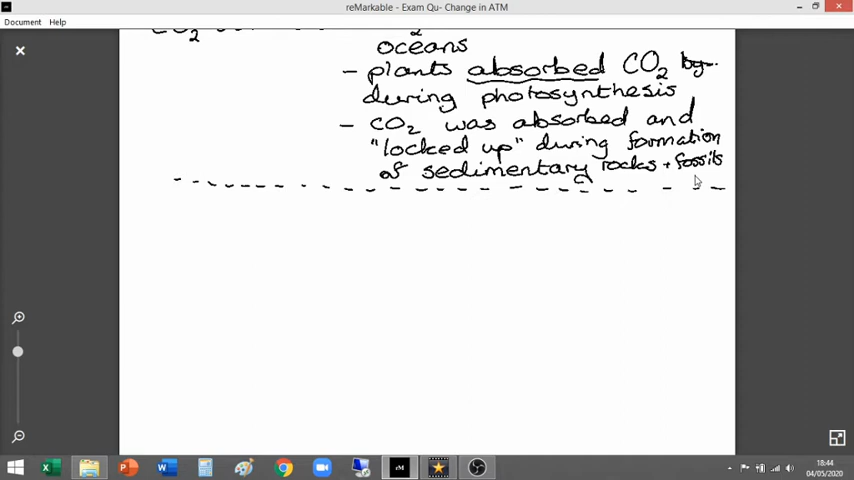 reMarkable - Exam Qu- Change in ATM
Document Help
CO2
oceans
- plants absorbed CO2
during photosynthesis
- CO2 was absorbed and
"locked up" during formation
of sedimentary rocks + fossils
18:44
04/05/2020